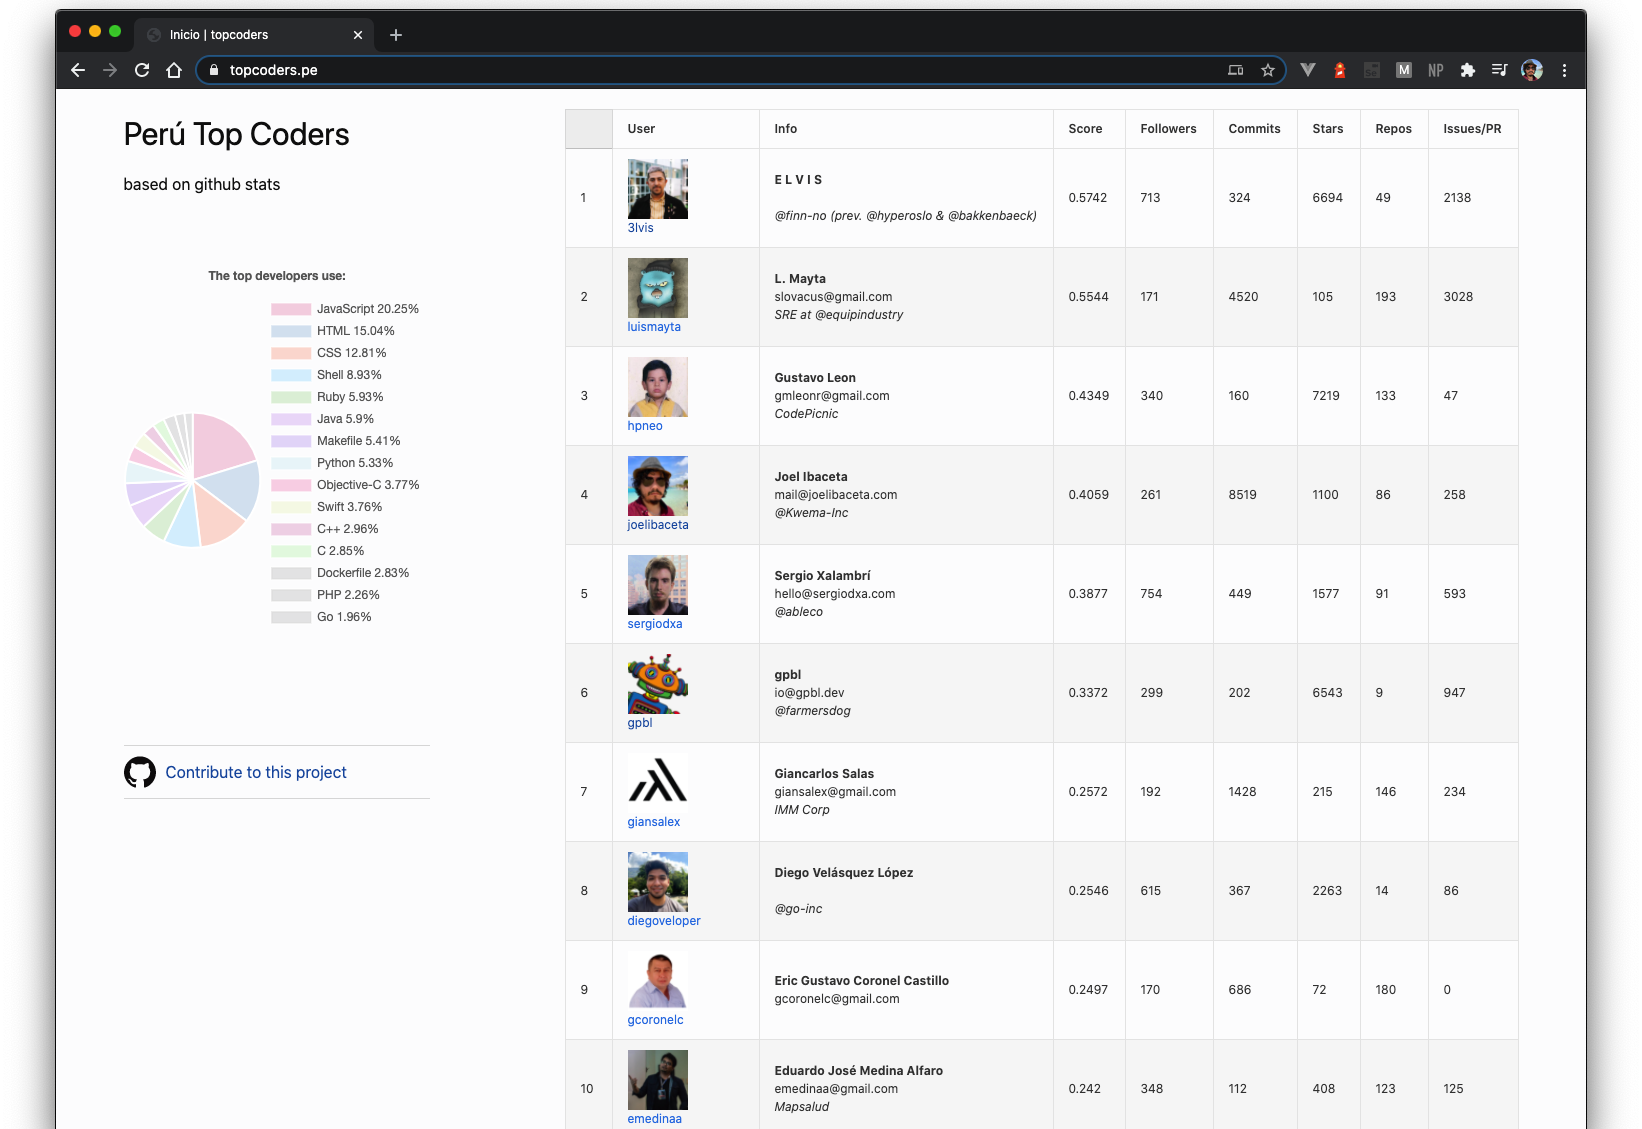 Inicio | topcoders
topcoders.pe
M
NP
Perú Top Coders
based on github stats
The top developers use:
JavaScript 20.25%
HTML 15.04%
CSS 12.81%
Shell 8.93%
Ruby 5.93%
Java 5.9%
Makefile 5.41%
Python 5.33%
Objective-C 3.77%
Swift 3.76%
C++ 2.96%
C 2.85%
Dockerfile 2.83%
PHP 2.26%
Go 1.96%
Contribute to this project
User Info Score Followers Commits Stars Repos Issues/PR
E L V I S
1 0.5742 713 324 6694 49 2138
@finn-no (prev. @hyperoslo & @bakkenbaeck)
3lvis
L. Mayta
2 slovacus@gmail.com 0.5544 171 4520 105 193 3028
SRE at @equipindustry
luismayta
Gustavo Leon
3 gmleonr@gmail.com 0.4349 340 160 7219 133 47
CodePicnic
hpneo
Joel Ibaceta
4 mail@joelibaceta.com 0.4059 261 8519 1100 86 258
@Kwema-Inc
joelibaceta
Sergio Xalambrí
5 hello@sergiodxa.com 0.3877 754 449 1577 91 593
@ableco
sergiodxa
gpbl
6 io@gpbl.dev 0.3372 299 202 6543 9 947
@farmersdog
gpbl
Giancarlos Salas
7 giansalex@gmail.com 0.2572 192 1428 215 146 234
IMM Corp
giansalex
Diego Velásquez López
8 0.2546 615 367 2263 14 86
@go-inc
diegoveloper
Eric Gustavo Coronel Castillo
9 gcoronelc@gmail.com 0.2497 170 686 72 180 0
gcoronelc
Eduardo José Medina Alfaro
10 emedinaa@gmail.com 0.242 348 112 408 123 125
Mapsalud
emedinaa